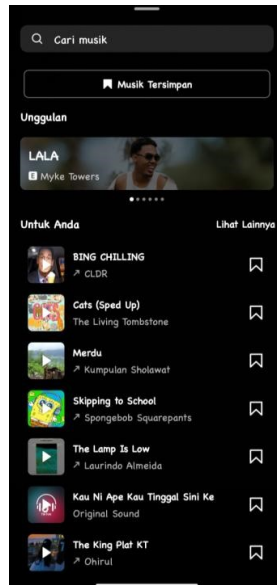 Cari musik
Musik Tersimpan
Unggulan
LALA
E Myke Towers
Untuk Anda
Lihat Lainnya
BING CHILLING
CLDR
Cats (Sped Up)
The Living Tombstone
Merdu
Kumpulan Sholawat
Skipping to School
Spongebob Squarepants
The Lamp Is Low
Laurindo Almeida
Kau Ni Ape Kau Tinggal Sini Ke
Original Sound
The King Plat KT
Ohirul